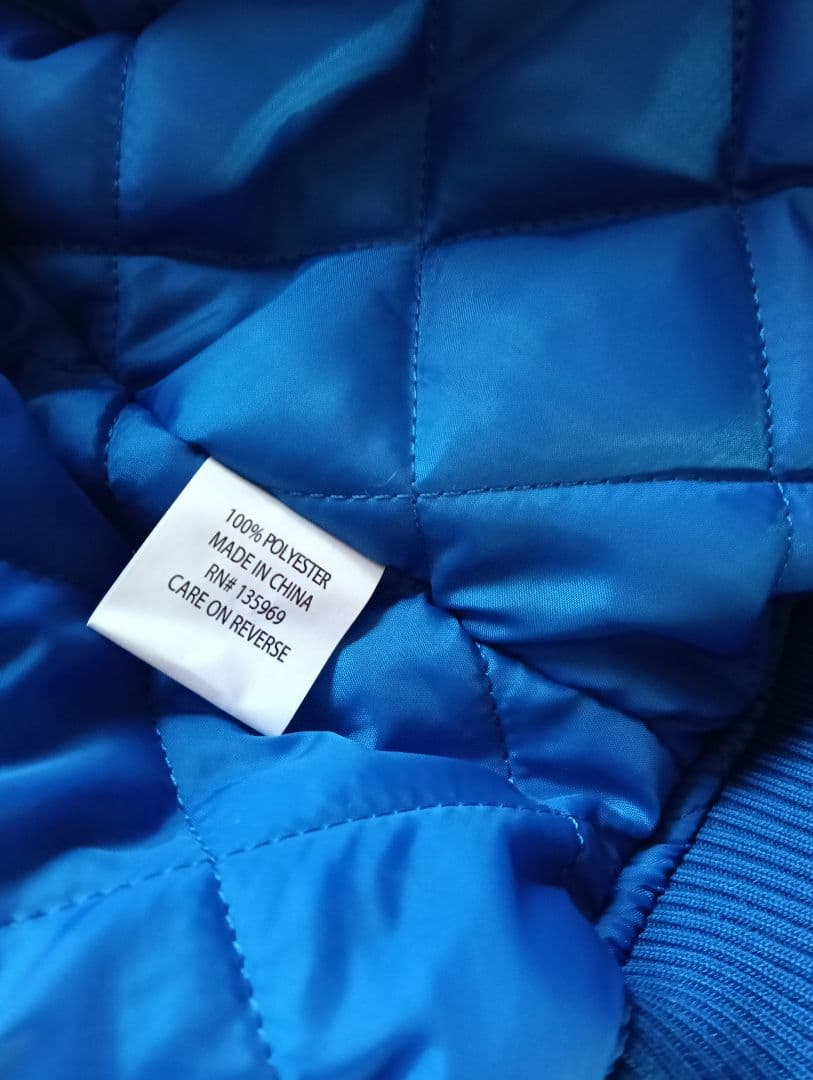 100% POLYESTER
MADE IN CHINA
RN# 135969
CARE ON REVERSE